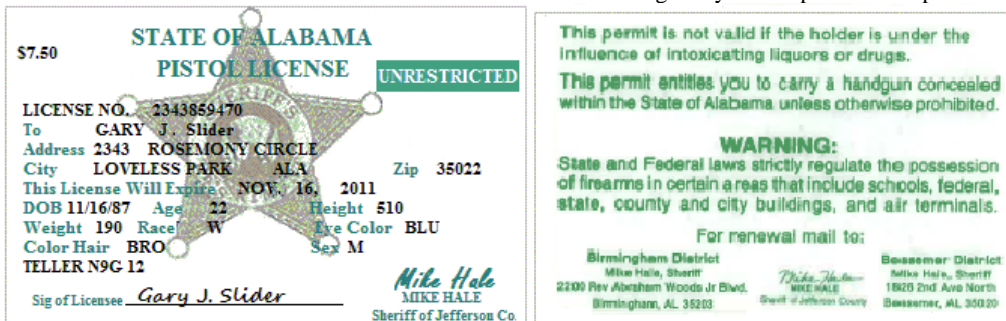 $7.50
STATE OF ALABAMA
PISTOL LICENSE
UNRESTRICTED
LICENSE NO. 2343859470
To GARY J. Slider
Address 2343 ROSEMONY CIRCLE
City LOVELESS PARK ALA Zip 35022
This License Will Expire NOV. 16, 2011
DOB 11/16/87 Age 22 Height 510
Weight 190 Race W Eye Color BLU
Color Hair BRO Sex M
TELLER N9G 12
Mike Hale
MIKE HALE
Sig of Licensee Gary J. Slider
Sheriff of Jefferson Co.
This permit is not valid if the holder is under the
influence of intoxicating liquors or drugs.
This permit entitles you to carry a handgun concealed
within the State of Alabama unless otherwise prohibited.
WARNING:
State and Federal laws strictly regulate the possession
of firearms in certain areas that include schools, federal,
state, county and city buildings, and air terminals.
For renewal mail to:
Birmingham District
Mike Hale, Sheriff
2200 Rev Abraham Woods Jr Blvd.
Birmingham, AL 35203
Mike Hale
MIKE HALE
Sheriff of Jefferson County
Bessemer District
Mike Hale, Sheriff
2nd Ave North
Bessemer, AL 35020